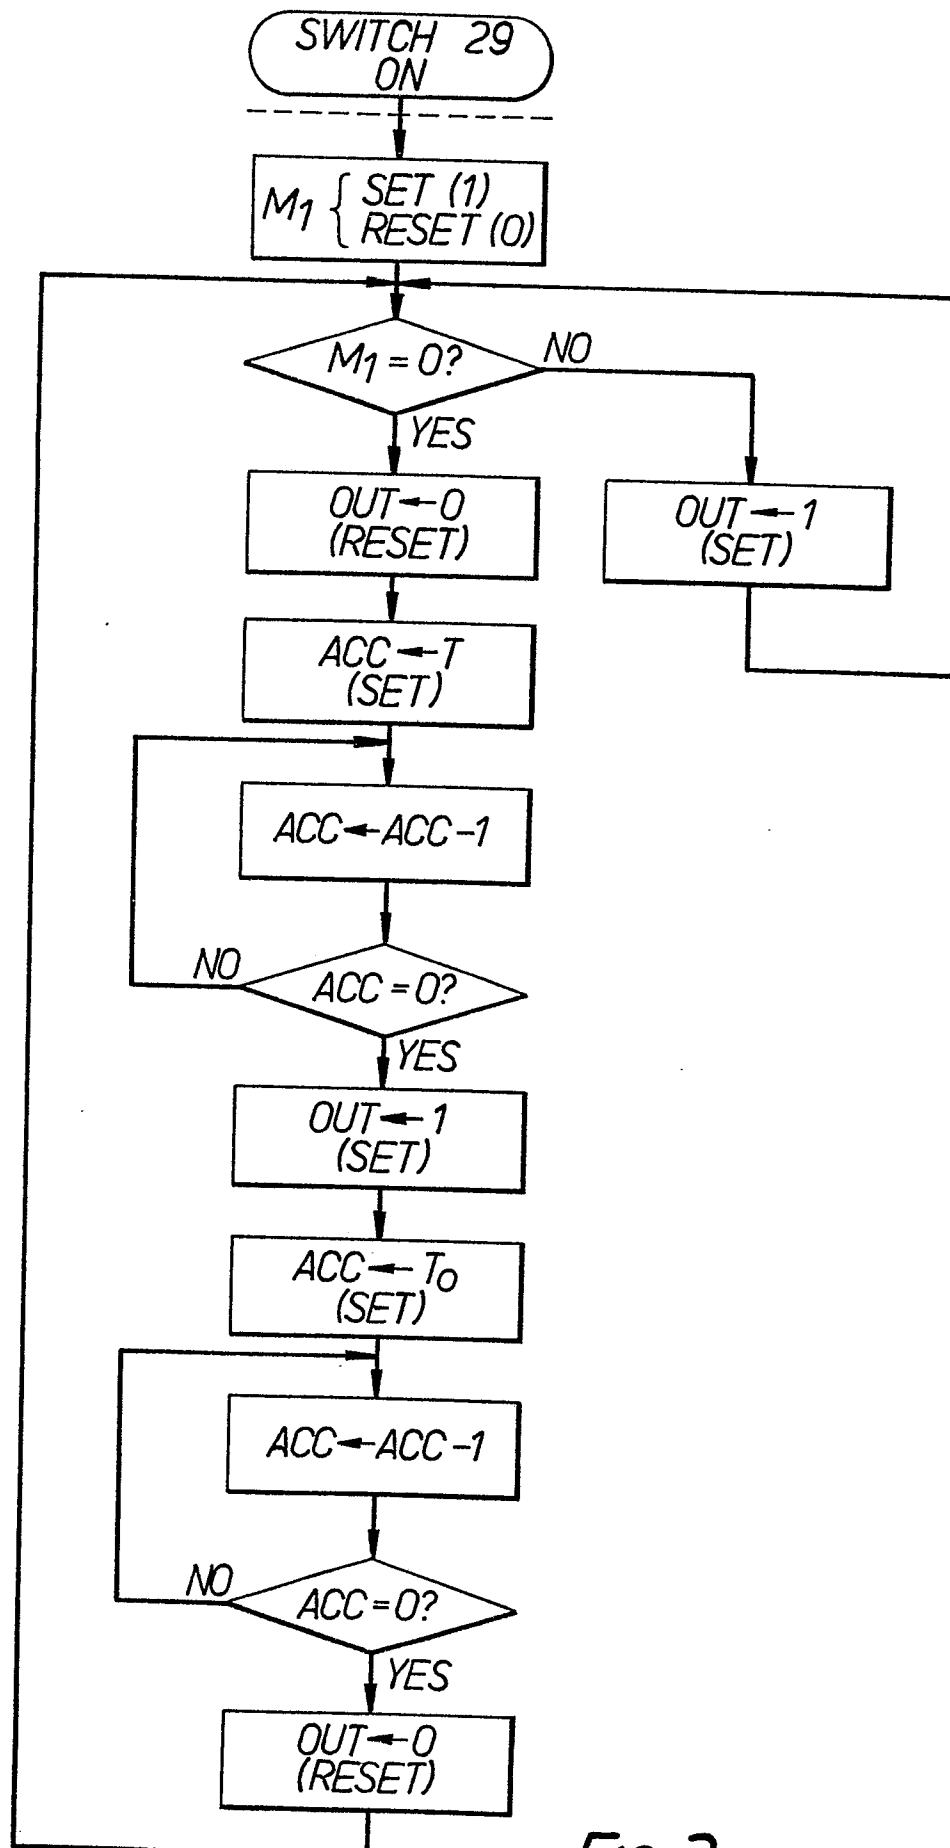 SWITCH 29
ON
M1 { SET (1)
RESET (0)
M1 = 0?
NO
YES
OUT ← 0
(RESET)
OUT ← 1
(SET)
ACC ← T
(SET)
ACC ← ACC -1
NO
ACC = 0?
YES
OUT ← 1
(SET)
ACC ← To
(SET)
ACC ← ACC -1
NO
ACC = 0?
YES
OUT ← 0
(RESET)